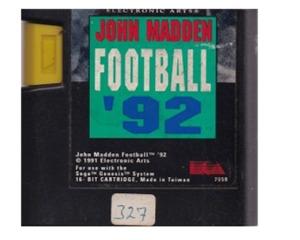 ELECTRONIC ARTS®
JOHN MADDEN
FOOTBALL
'92
John Madden Football™ '92
© 1991 Electronic Arts
For use with the
Sega™ Genesis™ System
16-BIT CARTRIDGE, Made in Taiwan 7059
EA
327